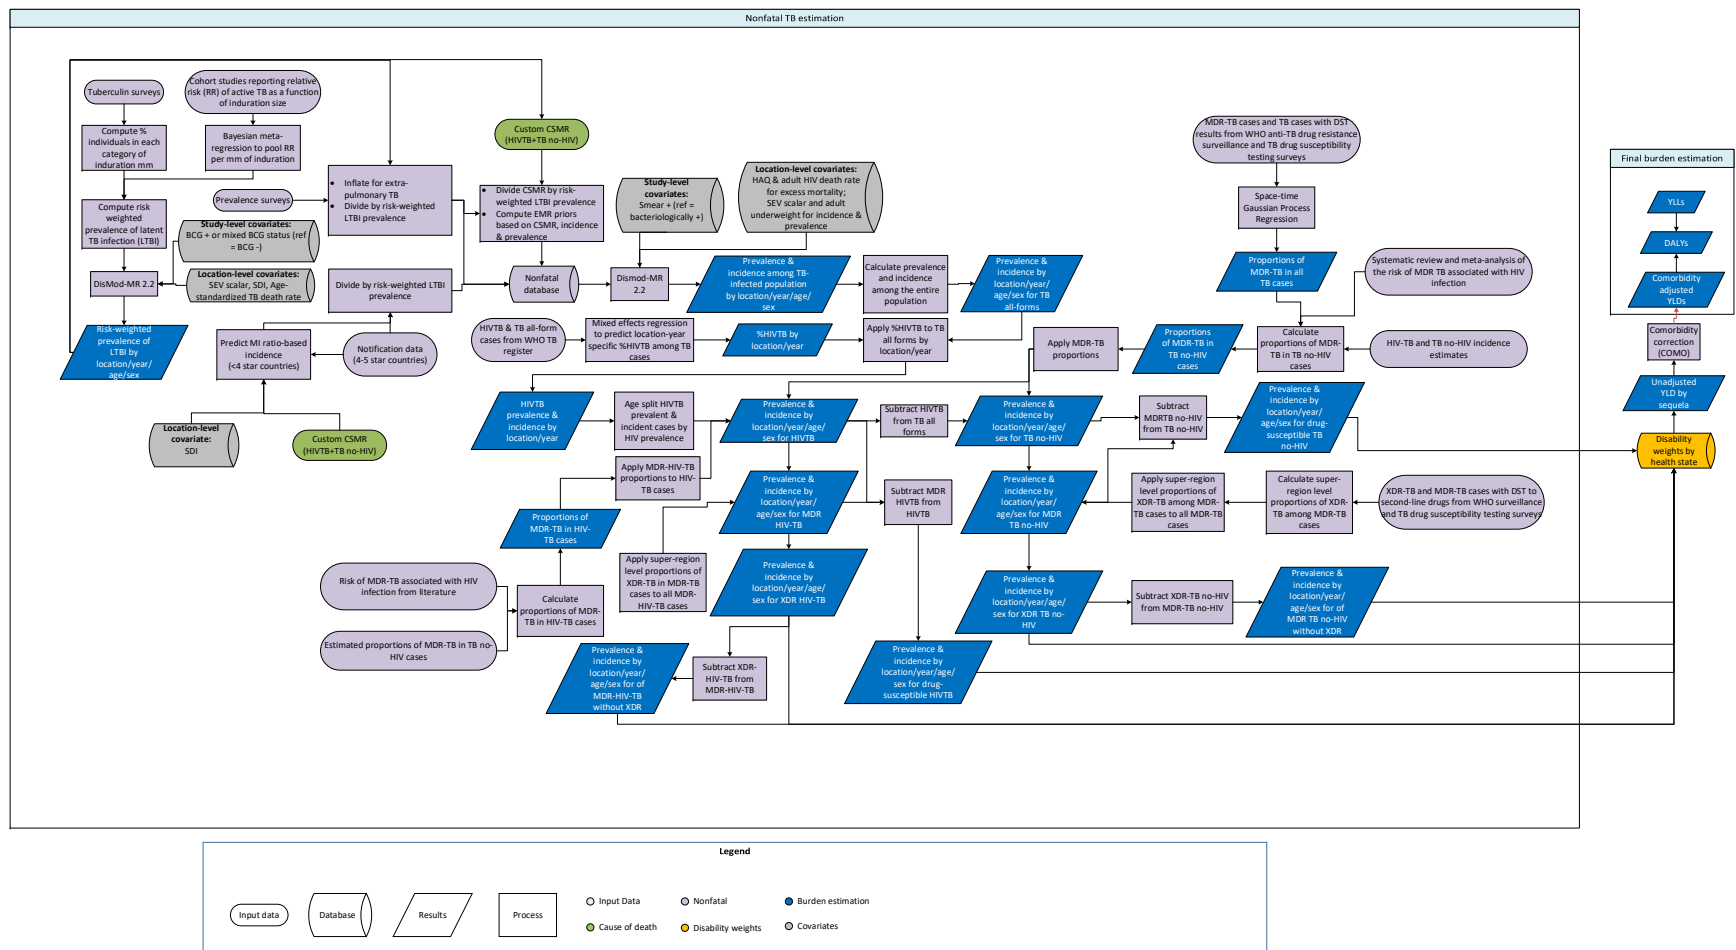 Nonfatal TB estimation
Tuberculin surveys
Cohort studies reporting relative
risk (RR) of active TB as a function
of induration size
Compute %
individuals in each
category of
induration mm
Bayesian meta-
regression to pool RR
per mm of induration
Prevalence surveys
Compute risk
weighted
prevalence of latent
TB infection (LTBI)
Study-level covariates:
BCG + or mixed BCG status (ref
= BCG -)
DisMod-MR 2.2
Location-level covariates:
SEV scalar, SDI, Age-
standardized TB death rate
Risk-weighted
prevalence of
LTBI by
location/year/
age/sex
Predict MI ratio-based
incidence
(<4 star countries)
Notification data
(4-5 star countries)
Location-level
covariate:
SDI
Custom CSMR
(HIVTB+TB no-HIV)
• Inflate for extra-
pulmonary TB
• Divide by risk-weighted
LTBI prevalence
Divide by risk-weighted LTBI
prevalence
Custom CSMR
(HIVTB+TB no-HIV)
• Divide CSMR by risk-
weighted LTBI prevalence
• Compute EMR priors
based on CSMR, incidence
& prevalence
Nonfatal
database
Study-level
covariates:
Smear + (ref =
bacteriologically +)
Location-level covariates:
HAQ & adult HIV death rate
for excess mortality;
SEV scalar and adult
underweight for incidence &
prevalence
Dismod-MR
2.2
Prevalence &
incidence among TB-
infected population
by location/year/age/
sex
Calculate prevalence
and incidence
among the entire
population
Prevalence &
incidence by
location/year/
age/sex for TB
all-forms
HIVTB & TB all-form
cases from WHO TB
register
Mixed effects regression
to predict location-year
specific %HIVTB among TB
cases
%HIVTB by
location/year
Apply %HIVTB to TB
all forms by
location/year
MDR-TB cases and TB cases with DST
results from WHO anti-TB drug resistance
surveillance and TB drug susceptibility
testing surveys
Space-time
Gaussian Process
Regression
Proportions of
MDR-TB in all
TB cases
Systematic review and meta-analysis of
the risk of MDR TB associated with HIV
infection
Apply MDR-TB
proportions
Proportions
of MDR-TB in
TB no-HIV
cases
Calculate
proportions of MDR-
TB in TB no-HIV
cases
HIV-TB and TB no-HIV incidence
estimates
HIVTB
prevalence &
incidence by
location/year
Age split HIVTB
prevalent &
incident cases by
HIV prevalence
Prevalence &
incidence by
location/year/age/
sex for HIVTB
Subtract HIVTB
from TB all
forms
Prevalence &
incidence by
location/year/age/
sex for TB no-HIV
Subtract
MDRTB no-HIV
from TB no-HIV
Prevalence &
incidence by
location/year/
age/sex for drug-
susceptible TB
no-HIV
Apply MDR-HIV-TB
proportions to HIV-
TB cases
Proportions of
MDR-TB in HIV-
TB cases
Prevalence &
incidence by
location/year/
age/sex for MDR
HIV-TB
Subtract MDR
HIVTB from
HIVTB
Prevalence &
incidence by
location/year/
age/sex for MDR
TB no-HIV
Apply super-region
level proportions of
XDR-TB among MDR-
TB cases to all MDR-TB
cases
Calculate super-
region level
proportions of XDR-
TB among MDR-TB
cases
XDR-TB and MDR-TB cases with DST to
second-line drugs from WHO surveillance
and TB drug susceptibility testing surveys
Risk of MDR-TB associated with HIV
infection from literature
Estimated proportions of MDR-TB in TB no-
HIV cases
Calculate
proportions of MDR-
TB in HIV-TB cases
Apply super-region
level proportions of
XDR-TB in MDR-TB
cases to all MDR-
HIV-TB cases
Prevalence &
incidence by
location/year/age/
sex for XDR HIV-TB
Prevalence &
incidence by
location/year/age/
sex for XDR TB no-
HIV
Subtract XDR-TB no-HIV
from MDR-TB no-HIV
Prevalence &
incidence by
location/year/
age/sex for of
MDR TB no-HIV
without XDR
Prevalence &
incidence by
location/year/
age/sex for of
MDR-HIV-TB
without XDR
Subtract XDR-
HIV-TB from
MDR-HIV-TB
Prevalence &
incidence by
location/year/age/
sex for drug-
susceptible HIVTB
Final burden estimation
YLLs
DALYs
Comorbidity
adjusted
YLDs
Comorbidity
correction
(COMO)
Unadjusted
YLD by
sequela
Disability
weights by
health state
Legend
Input data
Database
Results
Process
Input Data
Nonfatal
Burden estimation
Cause of death
Disability weights
Covariates